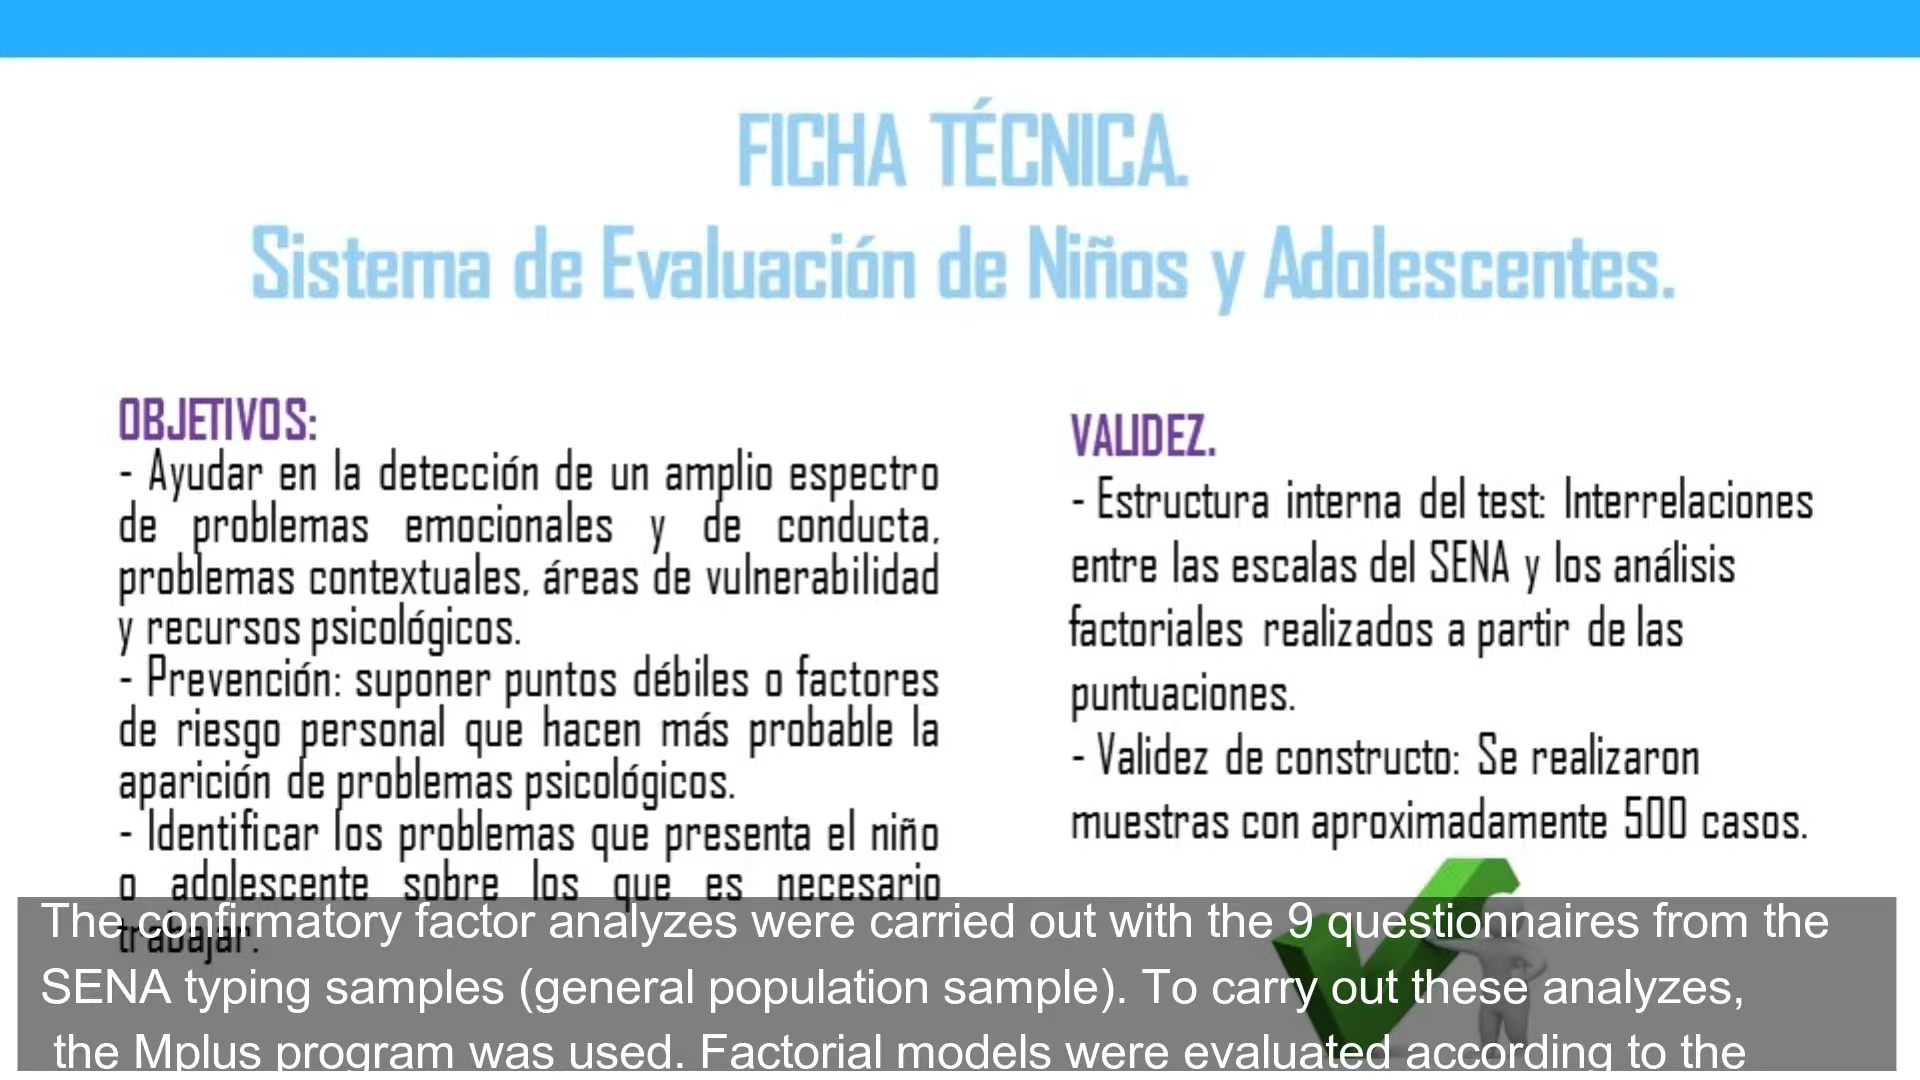 FICHA TÉCNICA.
Sistema de Evaluación de Niños y Adolescentes.
OBJETIVOS:
- Ayudar en la detección de un amplio espectro
de problemas emocionales y de conducta,
problemas contextuales, áreas de vulnerabilidad
y recursos psicológicos.
- Prevención: suponer puntos débiles o factores
de riesgo personal que hacen más probable la
aparición de problemas psicológicos.
- Identificar los problemas que presenta el niño
o adolescente sobre los que es necesario
trabajar.
VALIDEZ.
- Estructura interna del test: Interrelaciones
entre las escalas del SENA y los análisis
factoriales realizados a partir de las
puntuaciones.
- Validez de constructo: Se realizaron
muestras con aproximadamente 500 casos.
The confirmatory factor analyzes were carried out with the 9 questionnaires from the
SENA typing samples (general population sample). To carry out these analyzes,
the Mplus program was used. Factorial models were evaluated according to the